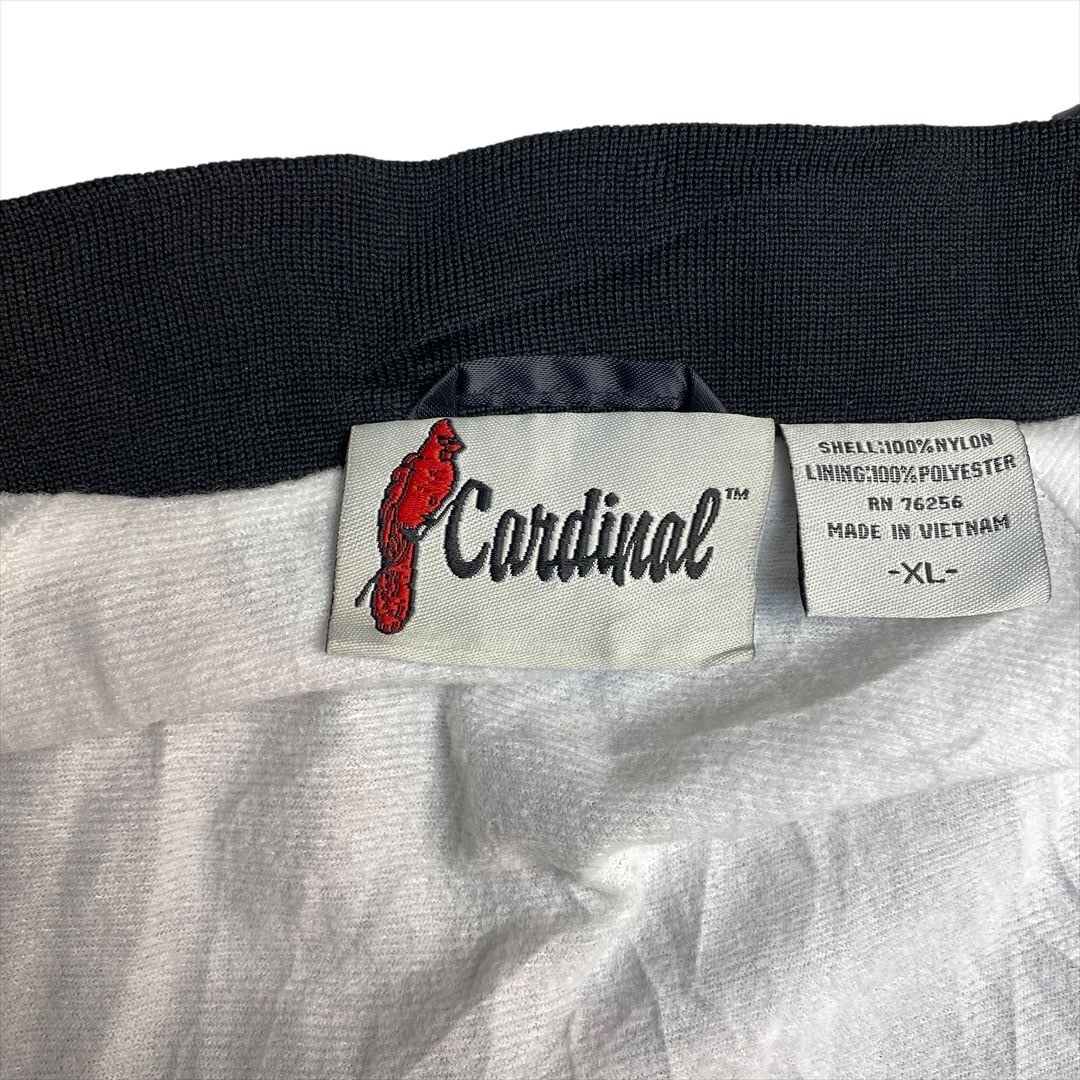 Cardinal™
SHELL:100%NYLON
LINING:100%POLYESTER
RN 76256
MADE IN VIETNAM
-XL-